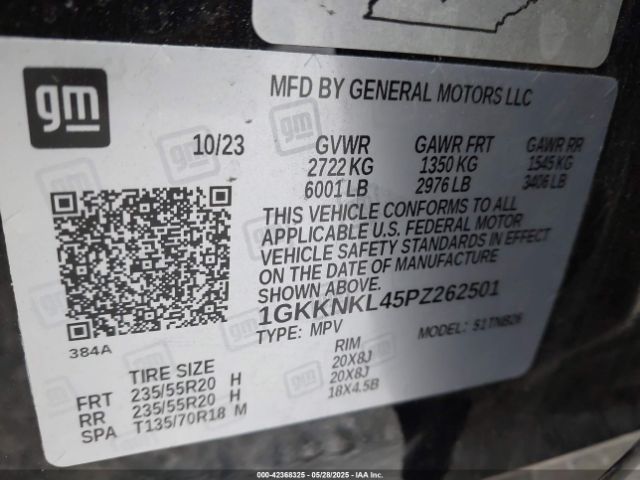 gm
MFD BY GENERAL MOTORS LLC
10/23 GVWR GAWR FRT GAWR RR
2722 KG 1350 KG 1545 KG
6001 LB 2976 LB 3406 LB
THIS VEHICLE CONFORMS TO ALL
APPLICABLE U.S. FEDERAL MOTOR
VEHICLE SAFETY STANDARDS IN EFFECT
ON THE DATE OF MANUFACTURE
SHOWN ABOVE.
1GKKNKL45PZ262501
TYPE: MPV MODEL: S1TNB26
384A
TIRE SIZE RIM
FRT 235/55R20 H 20X8J
RR 235/55R20 H 20X8J
SPA T135/70R18 M 18X4.5B
000-42368325 - 05/28/2025 - IAAI.COM